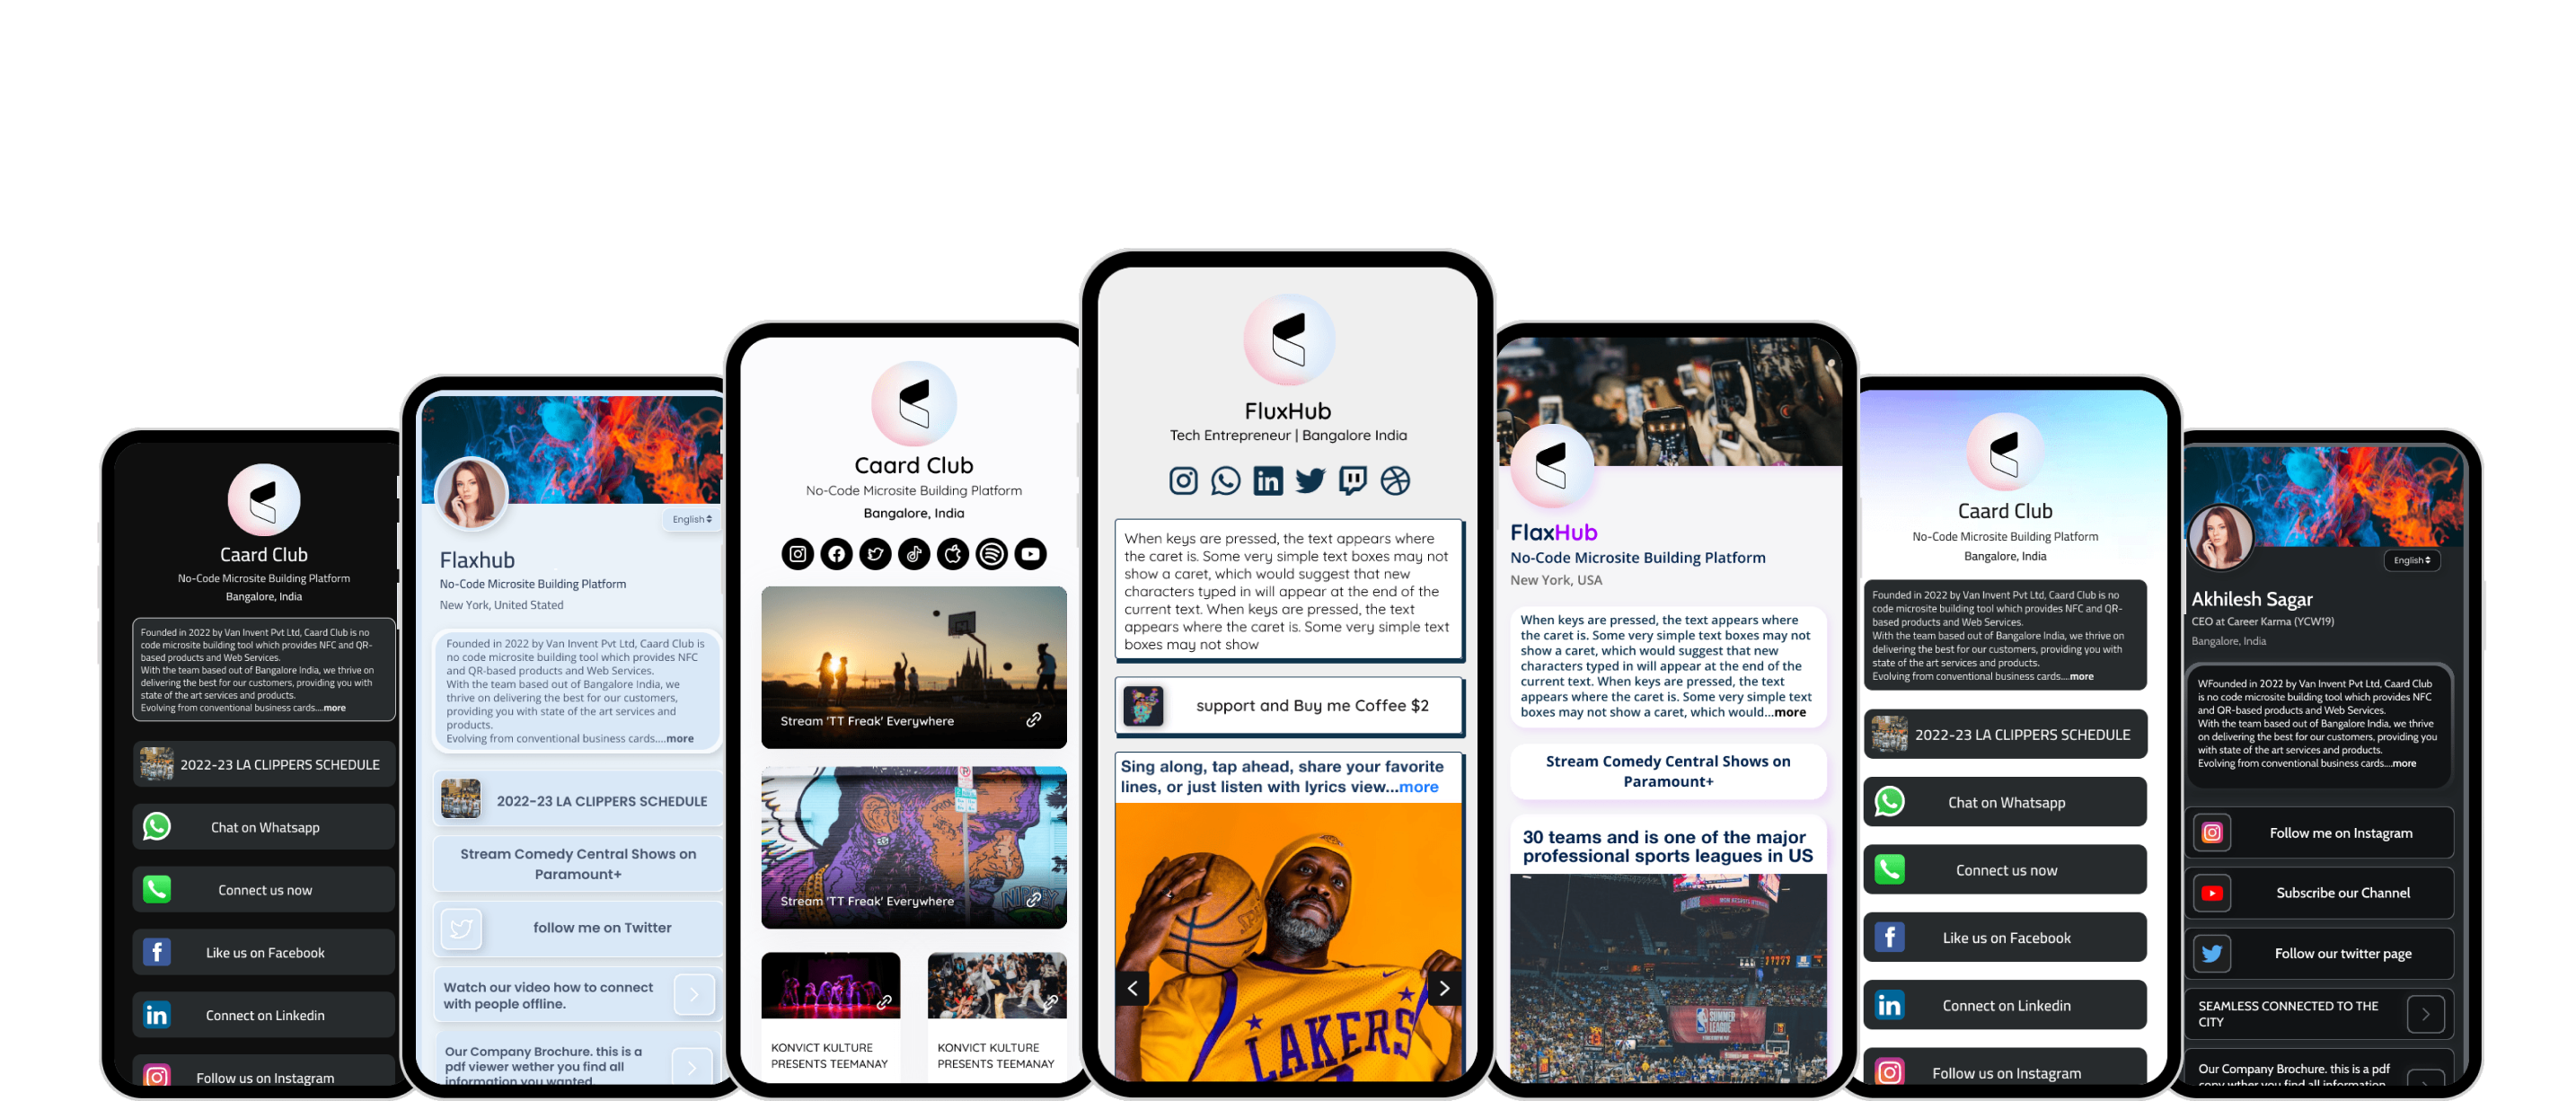 Caard Club
No-Code Microsite Building Platform
Bangalore, India
Founded in 2022 by Van Invent Pvt Ltd, Caard Club is no
code microsite building tool which provides NFC and QR-
based products and Web Services.
With the team based out of Bangalore India, we thrive on
delivering the best for our customers, providing you with
state of the art services and products.
Evolving from conventional business cards....more
2022-23 LA CLIPPERS SCHEDULE
Chat on Whatsapp
Connect us now
Like us on Facebook
Connect on Linkedin
Follow us on Instagram
English
Flaxhub
No-Code Microsite Building Platform
New York, United Stated
Founded in 2022 by Van Invent Pvt Ltd, Caard Club is
no code microsite building tool which provides NFC
and QR-based products and Web Services.
With the team based out of Bangalore India, we
thrive on delivering the best for our customers,
providing you with state of the art services and
products.
Evolving from conventional business cards....more
2022-23 LA CLIPPERS SCHEDULE
Stream Comedy Central Shows on
Paramount+
follow me on Twitter
Watch our video how to connect
with people offline.
Our Company Brochure. this is a
pdf viewer wether you find all
information you wanted
Caard Club
No-Code Microsite Building Platform
Bangalore, India
Stream 'TT Freak' Everywhere
Stream 'TT Freak' Everywhere
KONVICT KULTURE
PRESENTS TEEMANAY
KONVICT KULTURE
PRESENTS TEEMANAY
FluxHub
Tech Entrepreneur | Bangalore India
When keys are pressed, the text appears where
the caret is. Some very simple text boxes may not
show a caret, which would suggest that new
characters typed in will appear at the end of the
current text. When keys are pressed, the text
appears where the caret is. Some very simple text
boxes may not show
support and Buy me Coffee $2
Sing along, tap ahead, share your favorite
lines, or just listen with lyrics view...more
LAKERS
FlaxHub
No-Code Microsite Building Platform
New York, USA
When keys are pressed, the text appears where
the caret is. Some very simple text boxes may not
show a caret, which would suggest that new
characters typed in will appear at the end of the
current text. When keys are pressed, the text
appears where the caret is. Some very simple text
boxes may not show a caret, which would...more
Stream Comedy Central Shows on
Paramount+
30 teams and is one of the major
professional sports leagues in US
SUMMER
LEAGUE
Caard Club
No-Code Microsite Building Platform
Bangalore, India
Founded in 2022 by Van Invent Pvt Ltd, Caard Club is no
code microsite building tool which provides NFC and QR-
based products and Web Services.
With the team based out of Bangalore India, we thrive on
delivering the best for our customers, providing you with
state of the art services and products.
Evolving from conventional business cards....more
2022-23 LA CLIPPERS SCHEDULE
Chat on Whatsapp
Connect us now
Like us on Facebook
Connect on Linkedin
Follow us on Instagram
English
Akhilesh Sagar
CEO at Career Karma (YCW19)
Bangalore, India
WFounded in 2022 by Van Invent Pvt Ltd, Caard Club
is no code microsite building tool which provides NFC
and QR-based products and Web Services.
With the team based out of Bangalore India, we thrive
on delivering the best for our customers, providing you
with state of the art services and products.
Evolving from conventional business cards....more
Follow me on Instagram
Subscribe our Channel
Follow our twitter page
SEAMLESS CONNECTED TO THE
CITY
Our Company Brochure. this is a pdf
copy wther you find all information